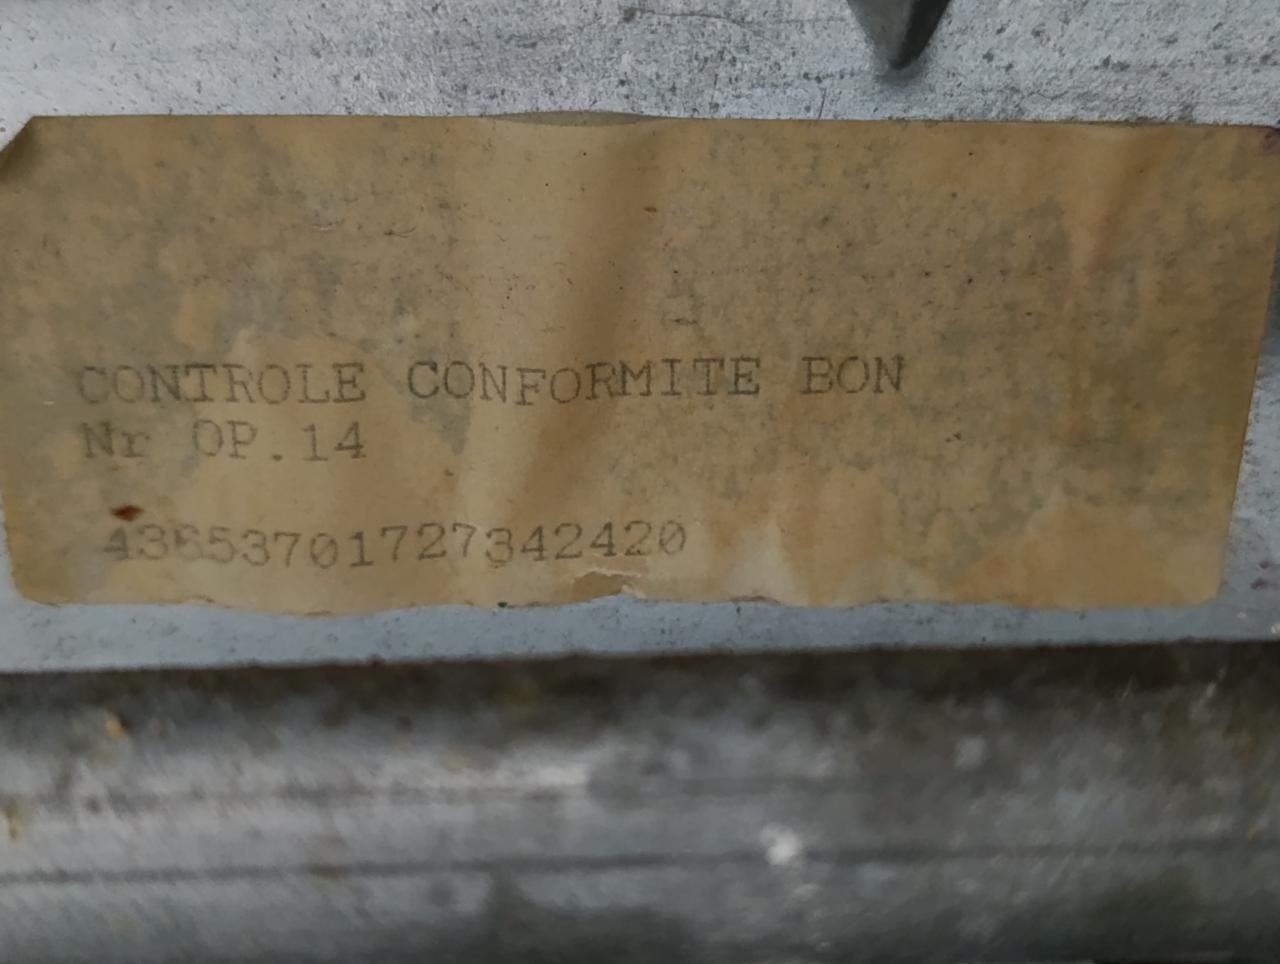 CONTROLE CONFORMITE BON
Nr OP.14
43653701727342420